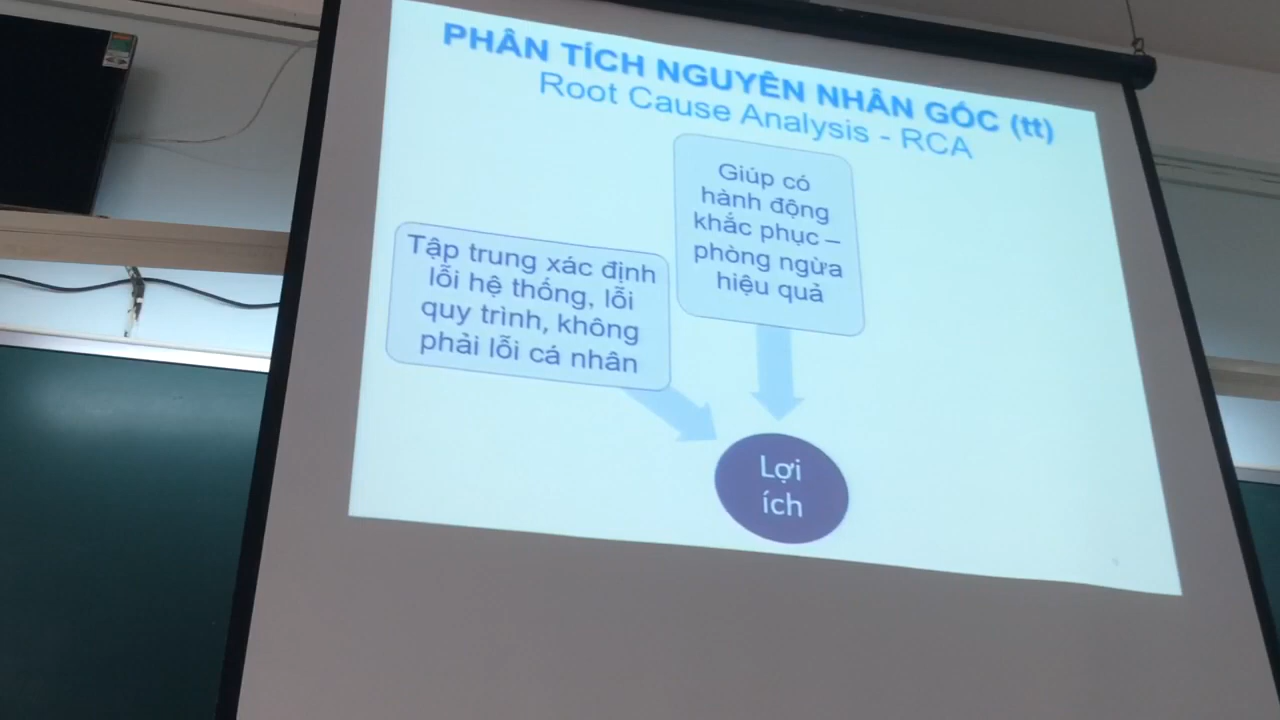 PHÂN TÍCH NGUYÊN NHÂN GỐC (tt)
Root Cause Analysis - RCA
Tập trung xác định
lỗi hệ thống, lỗi
quy trình, không
phải lỗi cá nhân
Giúp có
hành động
khắc phục –
phòng ngừa
hiệu quả
Lợi
ích